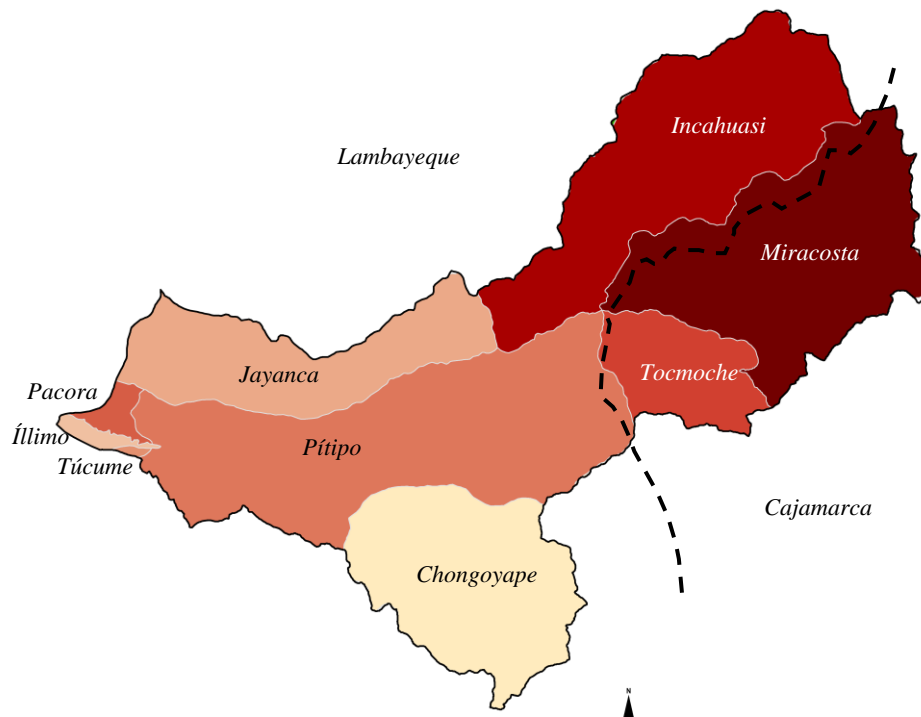 Incahuasi
Lambayeque
Miracosta
Jayanca
Tocmoche
Pacora
Íllimo
Pítipo
Túcume
Cajamarca
Chongoyape
N